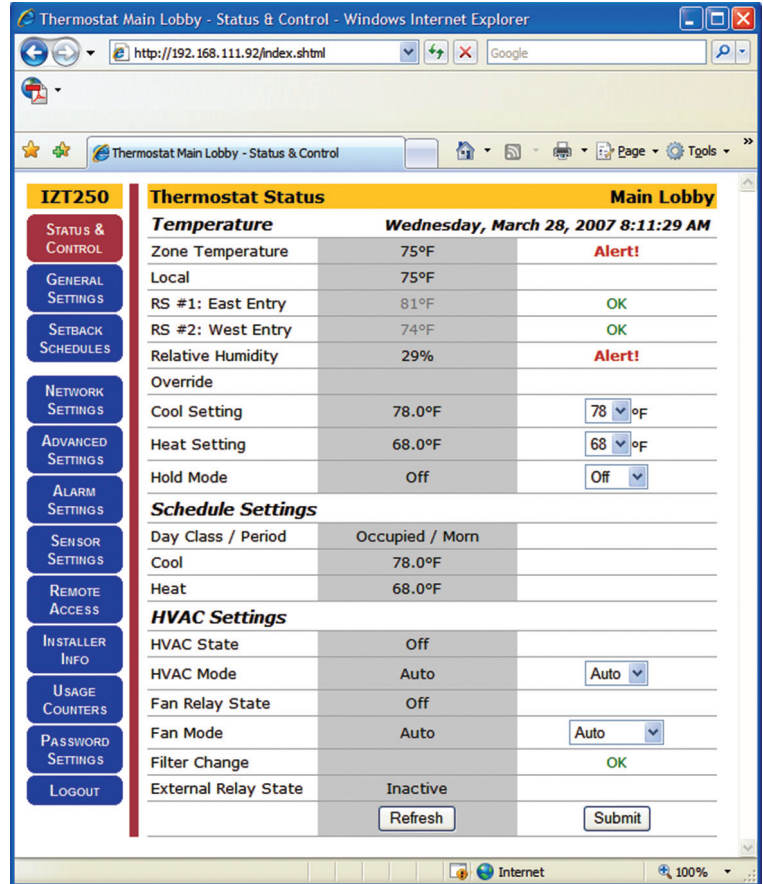 Thermostat Main Lobby - Status & Control - Windows Internet Explorer
http://192.168.111.92/index.shtml Google
Thermostat Main Lobby - Status & Control Page Tools »
IZT250 Thermostat Status Main Lobby
STATUS & CONTROL
GENERAL SETTINGS
SETBACK SCHEDULES
NETWORK SETTINGS
ADVANCED SETTINGS
ALARM SETTINGS
SENSOR SETTINGS
REMOTE ACCESS
INSTALLER INFO
USAGE COUNTERS
PASSWORD SETTINGS
LOGOUT
Temperature Wednesday, March 28, 2007 8:11:29 AM
Zone Temperature 75°F Alert!
Local 75°F
RS #1: East Entry 81°F OK
RS #2: West Entry 74°F OK
Relative Humidity 29% Alert!
Override
Cool Setting 78.0°F 78 °F
Heat Setting 68.0°F 68 °F
Hold Mode Off Off
Schedule Settings
Day Class / Period Occupied / Morn
Cool 78.0°F
Heat 68.0°F
HVAC Settings
HVAC State Off
HVAC Mode Auto Auto
Fan Relay State Off
Fan Mode Auto Auto
Filter Change OK
External Relay State Inactive
Refresh Submit
Internet 100%